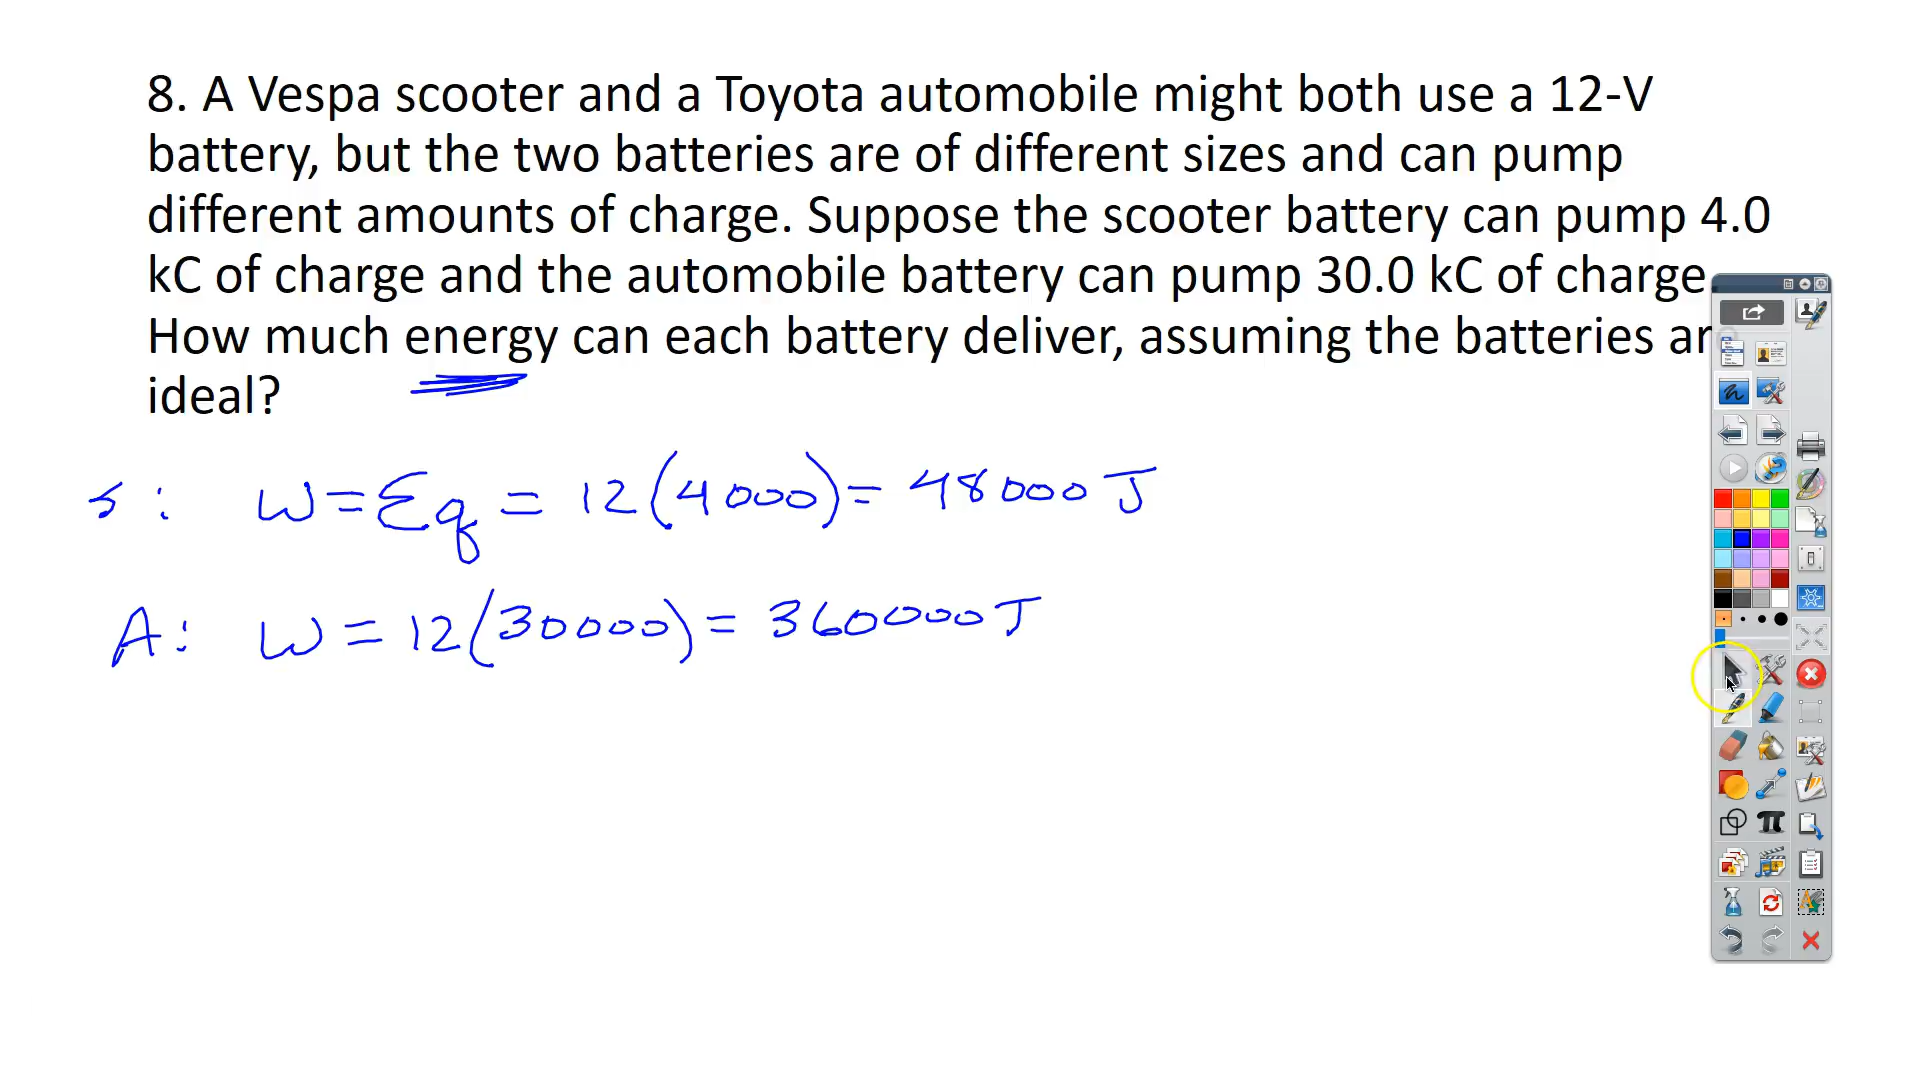 8. A Vespa scooter and a Toyota automobile might both use a 12-V
battery, but the two batteries are of different sizes and can pump
different amounts of charge. Suppose the scooter battery can pump 4.0
kC of charge and the automobile battery can pump 30.0 kC of charge
How much energy can each battery deliver, assuming the batteries ar
ideal?
s: W = Ɛq = 12(4000) = 48000 J
A: W = 12(30000) = 360000 J